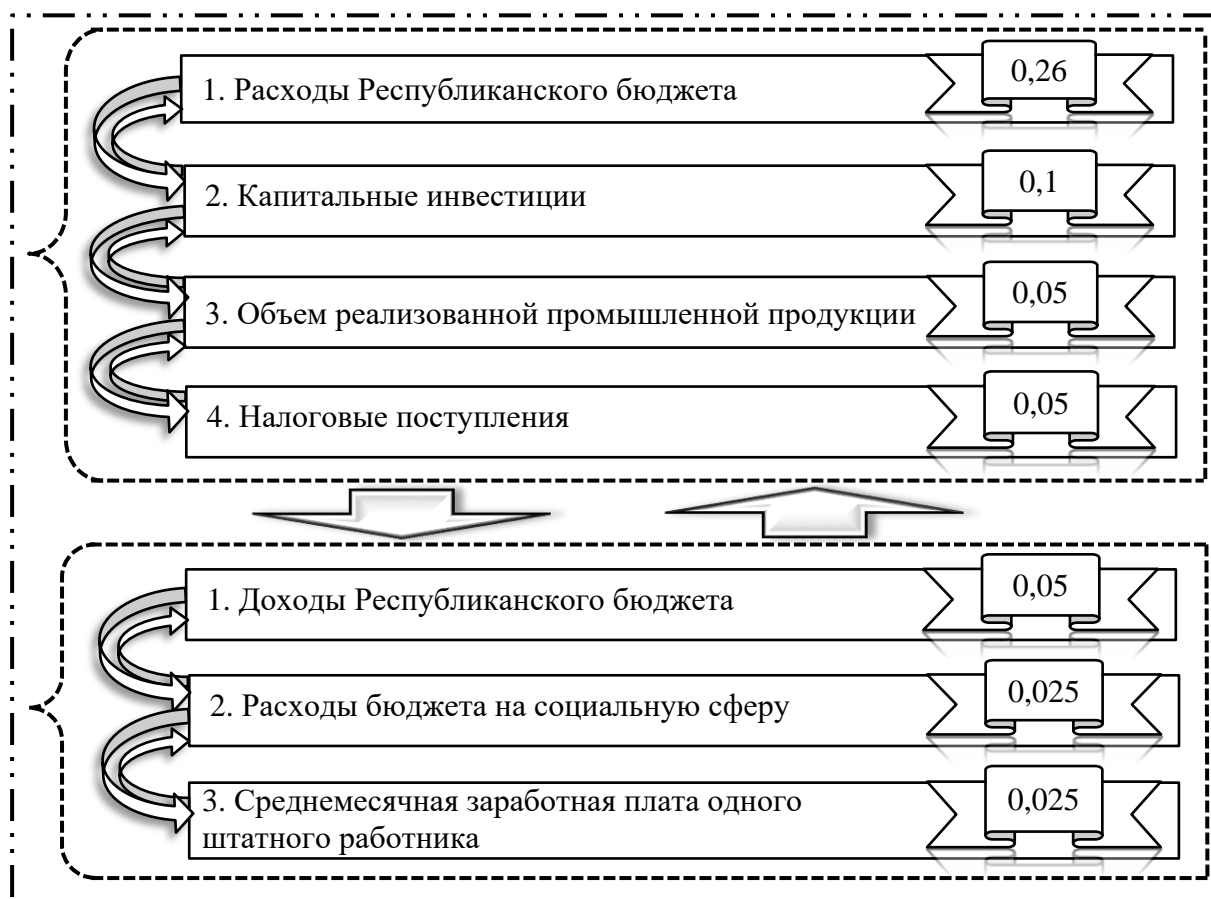 1. Расходы Республиканского бюджета
0,26
2. Капитальные инвестиции
0,1
3. Объем реализованной промышленной продукции
0,05
4. Налоговые поступления
0,05
1. Доходы Республиканского бюджета
0,05
2. Расходы бюджета на социальную сферу
0,025
3. Среднемесячная заработная плата одного
штатного работника
0,025